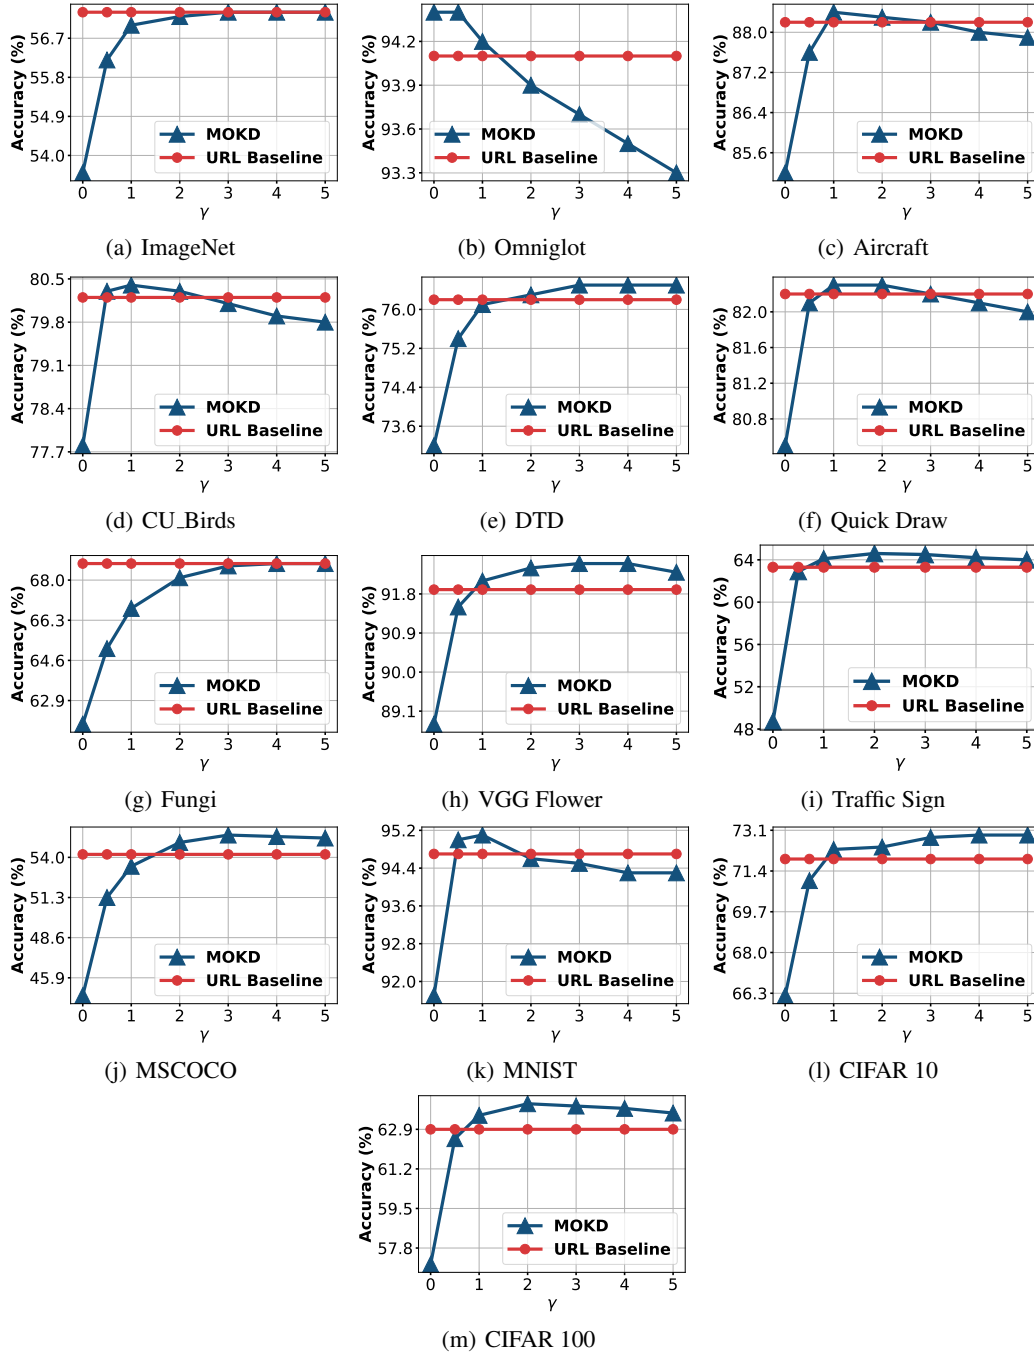 Accuracy (%)
56.7
55.8
54.9
54.0
MOKD
URL Baseline
0 1 2 3 4 5
γ
(a) ImageNet
Accuracy (%)
94.2
93.9
93.6
93.3
MOKD
URL Baseline
0 1 2 3 4 5
γ
(b) Omniglot
Accuracy (%)
88.0
87.2
86.4
85.6
MOKD
URL Baseline
0 1 2 3 4 5
γ
(c) Aircraft
Accuracy (%)
80.5
79.8
79.1
78.4
77.7
MOKD
URL Baseline
0 1 2 3 4 5
γ
(d) CU_Birds
Accuracy (%)
76.0
75.2
74.4
73.6
MOKD
URL Baseline
0 1 2 3 4 5
γ
(e) DTD
Accuracy (%)
82.0
81.6
81.2
80.8
MOKD
URL Baseline
0 1 2 3 4 5
γ
(f) Quick Draw
Accuracy (%)
68.0
66.3
64.6
62.9
MOKD
URL Baseline
0 1 2 3 4 5
γ
(g) Fungi
Accuracy (%)
91.8
90.9
90.0
89.1
MOKD
URL Baseline
0 1 2 3 4 5
γ
(h) VGG Flower
Accuracy (%)
64
60
56
52
48
MOKD
URL Baseline
0 1 2 3 4 5
γ
(i) Traffic Sign
Accuracy (%)
54.0
51.3
48.6
45.9
MOKD
URL Baseline
0 1 2 3 4 5
γ
(j) MSCOCO
Accuracy (%)
95.2
94.4
93.6
92.8
92.0
MOKD
URL Baseline
0 1 2 3 4 5
γ
(k) MNIST
Accuracy (%)
73.1
71.4
69.7
68.0
66.3
MOKD
URL Baseline
0 1 2 3 4 5
γ
(l) CIFAR 10
Accuracy (%)
62.9
61.2
59.5
57.8
MOKD
URL Baseline
0 1 2 3 4 5
γ
(m) CIFAR 100